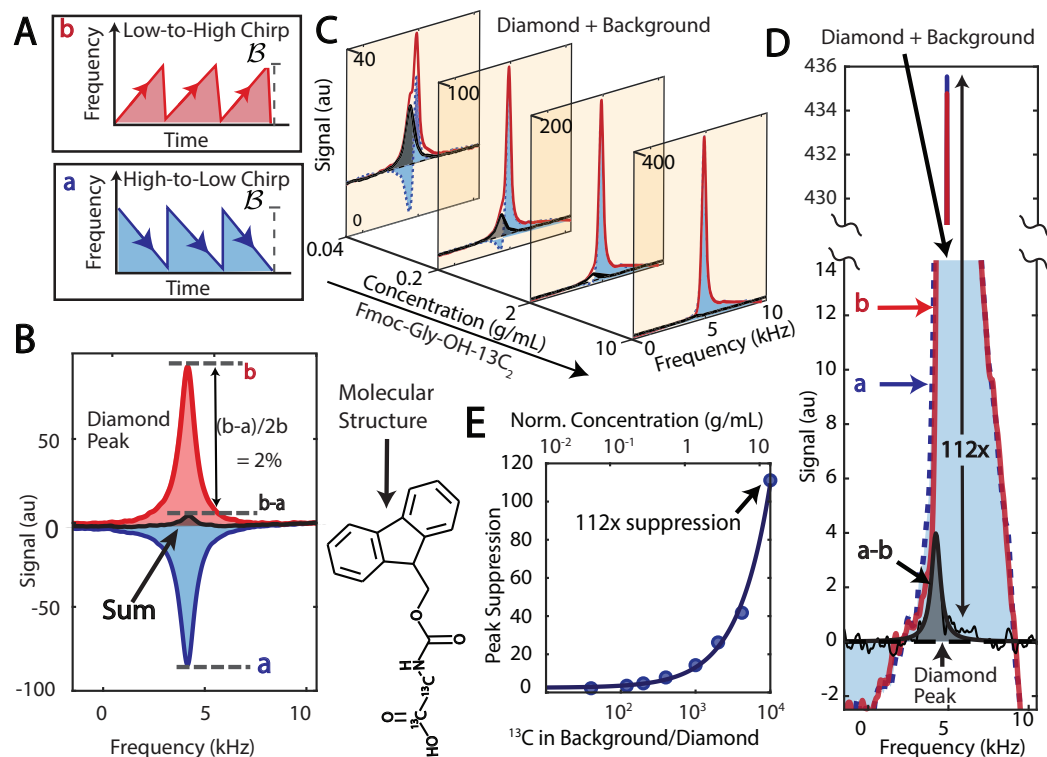 A
b
Low-to-High Chirp
ℬ
Frequency
Time
a
High-to-Low Chirp
ℬ
Frequency
Time
B
b
Diamond
Peak
(b-a)/2b
= 2%
b-a
Sum
a
50
0
-50
-100
Signal (au)
0
5
10
Frequency (kHz)
C
Diamond + Background
Signal (au)
40
0
100
200
400
0.04
0.2
2
10
Concentration (g/mL)
Fmoc-Gly-OH-13C₂
0
5
10
Frequency (kHz)
Molecular
Structure
O
O
N
H
¹³C
¹³C
O
HO
E
Norm. Concentration (g/mL)
10⁻²
10⁻¹
1
10
120
100
80
60
40
20
0
Peak Suppression
112x suppression
10²
10³
10⁴
¹³C in Background/Diamond
D
Diamond + Background
436
434
432
430
14
12
10
8
6
4
2
0
-2
Signal (au)
b
a
112x
a-b
Diamond
Peak
0
5
10
Frequency (kHz)